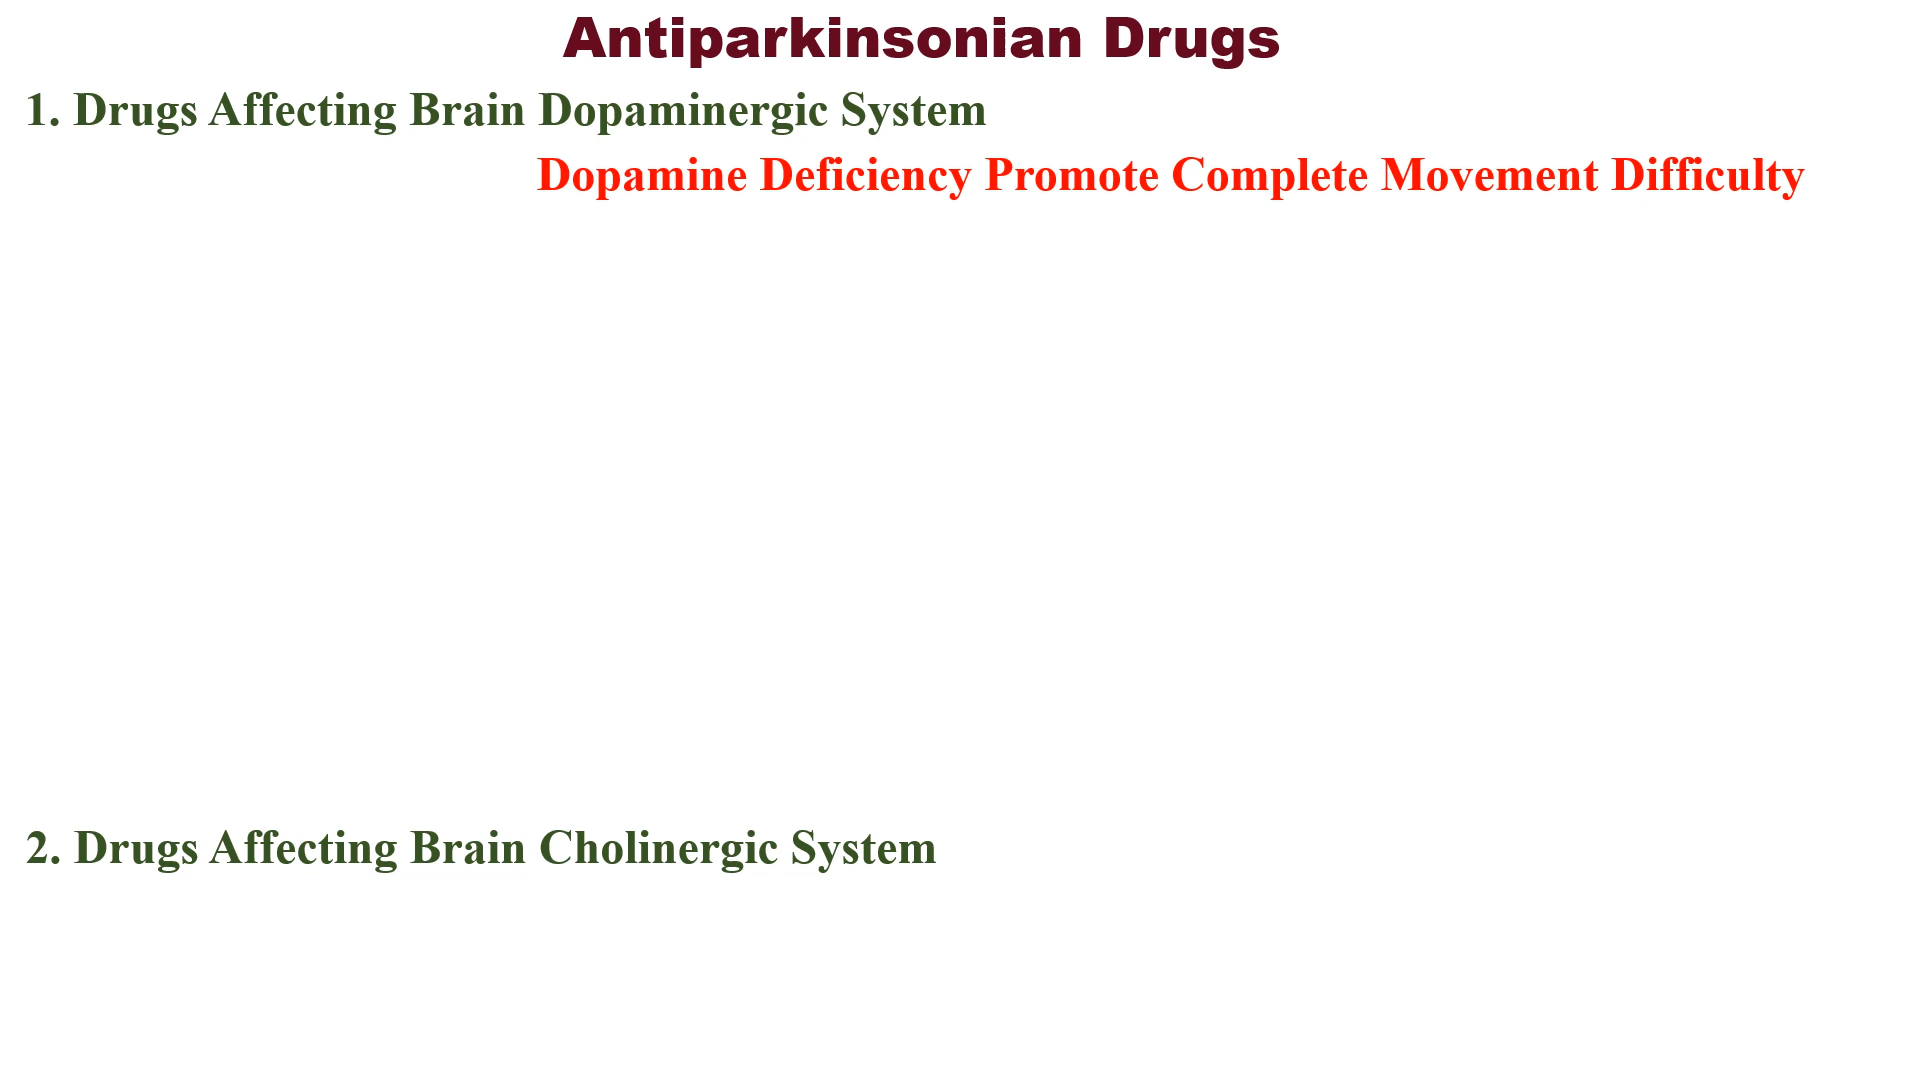 Antiparkinsonian Drugs
1. Drugs Affecting Brain Dopaminergic System
Dopamine Deficiency Promote Complete Movement Difficulty
2. Drugs Affecting Brain Cholinergic System